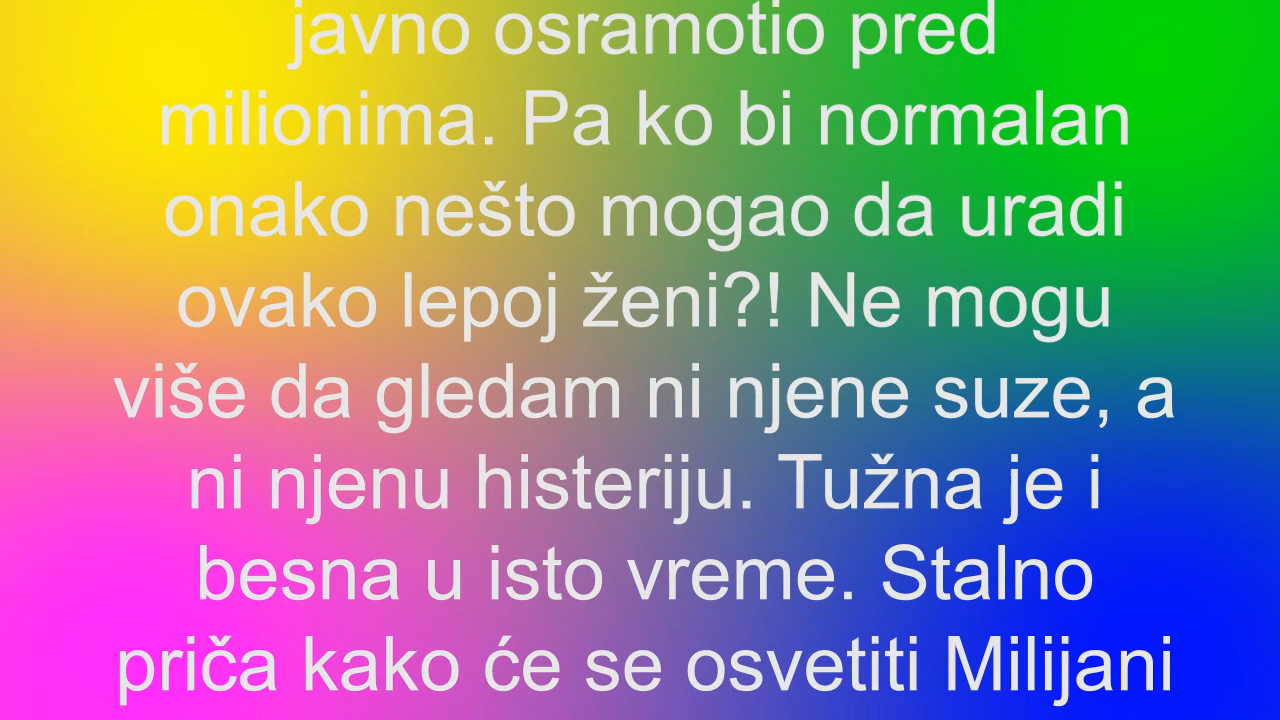 javno osramotio pred
milionima. Pa ko bi normalan
onako nešto mogao da uradi
ovako lepoj ženi?! Ne mogu
više da gledam ni njene suze, a
ni njenu histeriju. Tužna je i
besna u isto vreme. Stalno
priča kako će se osvetiti Milijani